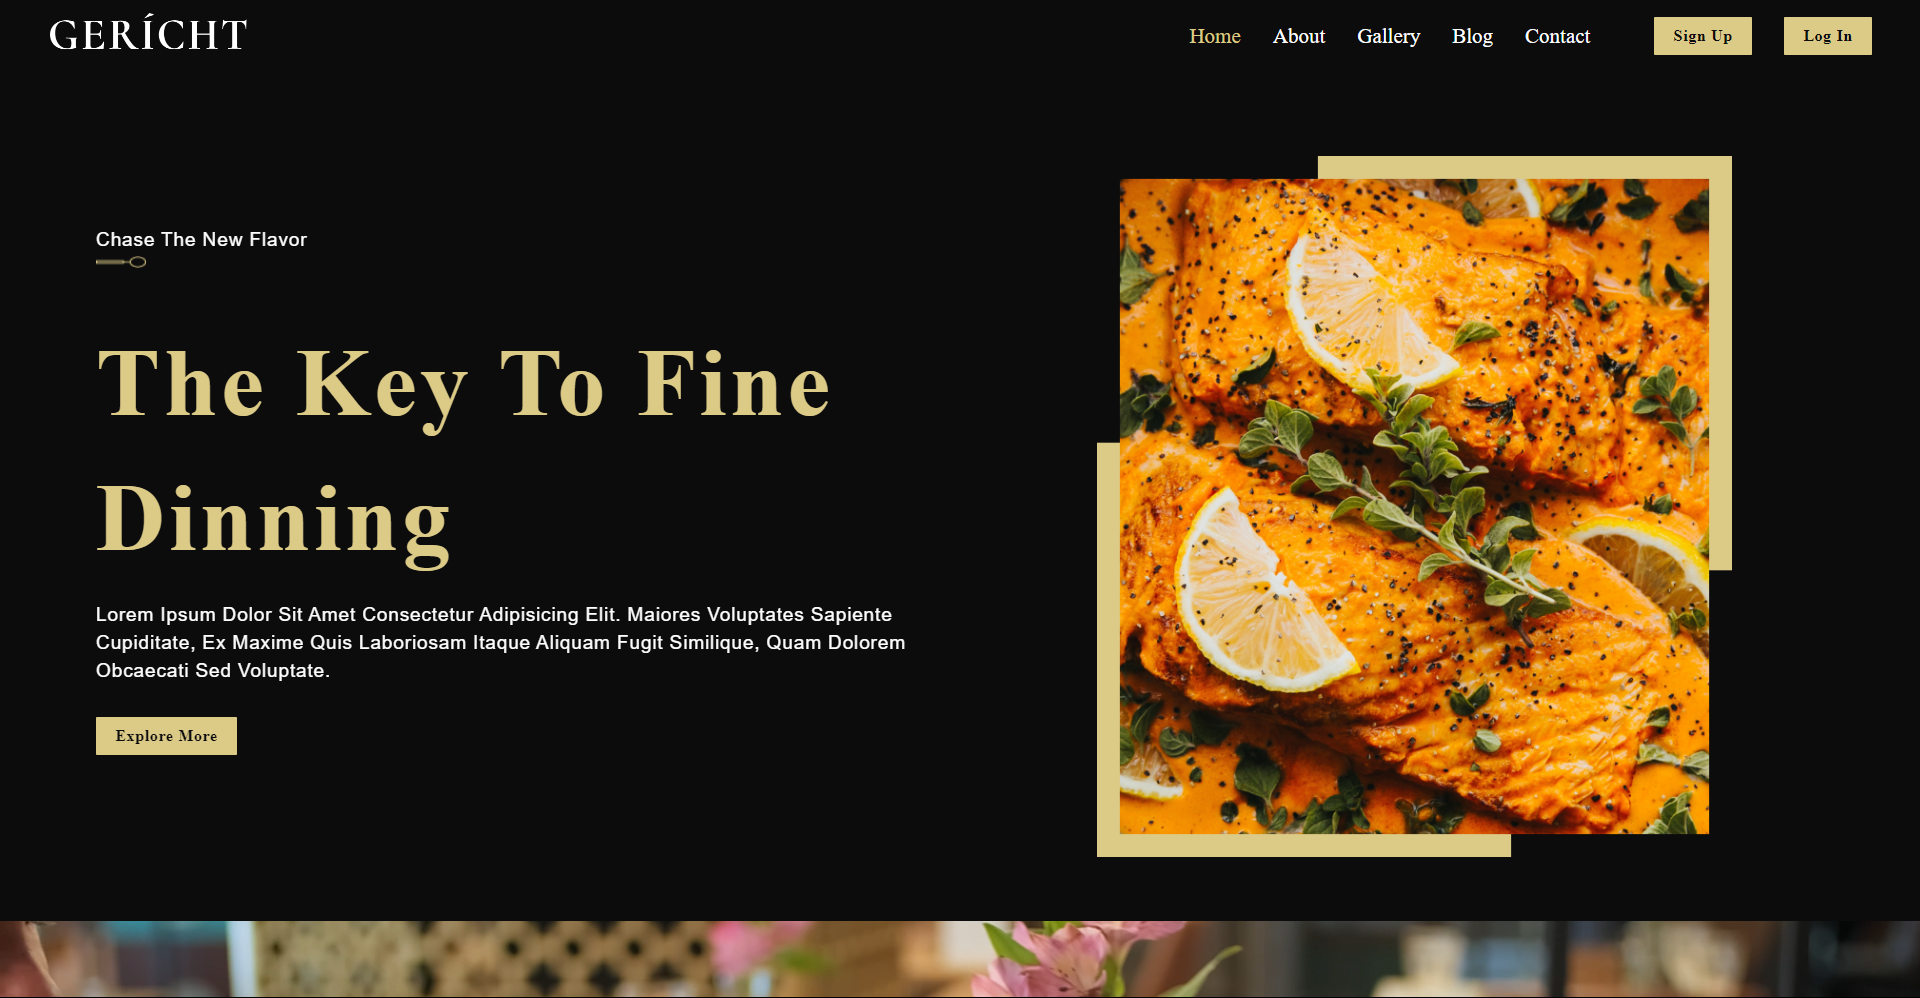 GERÍCHT
Home About Gallery Blog Contact Sign Up Log In
Chase The New Flavor
The Key To Fine
Dinning
Lorem Ipsum Dolor Sit Amet Consectetur Adipisicing Elit. Maiores Voluptates Sapiente
Cupiditate, Ex Maxime Quis Laboriosam Itaque Aliquam Fugit Similique, Quam Dolorem
Obcaecati Sed Voluptate.
Explore More